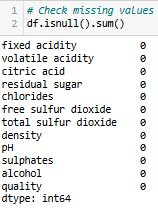 1 # Check missing values
2 df.isnull().sum()
fixed acidity 0
volatile acidity 0
citric acid 0
residual sugar 0
chlorides 0
free sulfur dioxide 0
total sulfur dioxide 0
density 0
pH 0
sulphates 0
alcohol 0
quality 0
dtype: int64